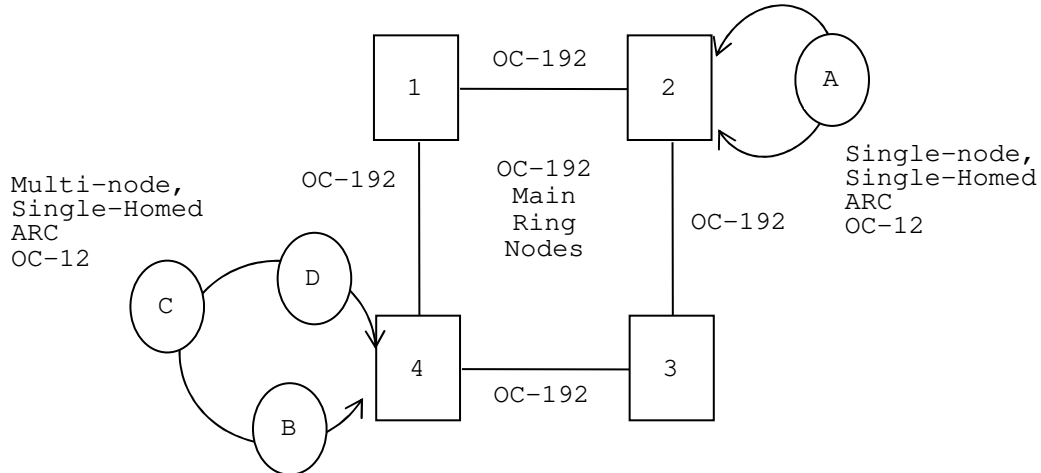 OC-192
1
2
A
Multi-node,
Single-Homed
ARC
OC-12
OC-192
OC-192
Main
Ring
Nodes
OC-192
Single-node,
Single-Homed
ARC
OC-12
C
D
4
3
OC-192
B